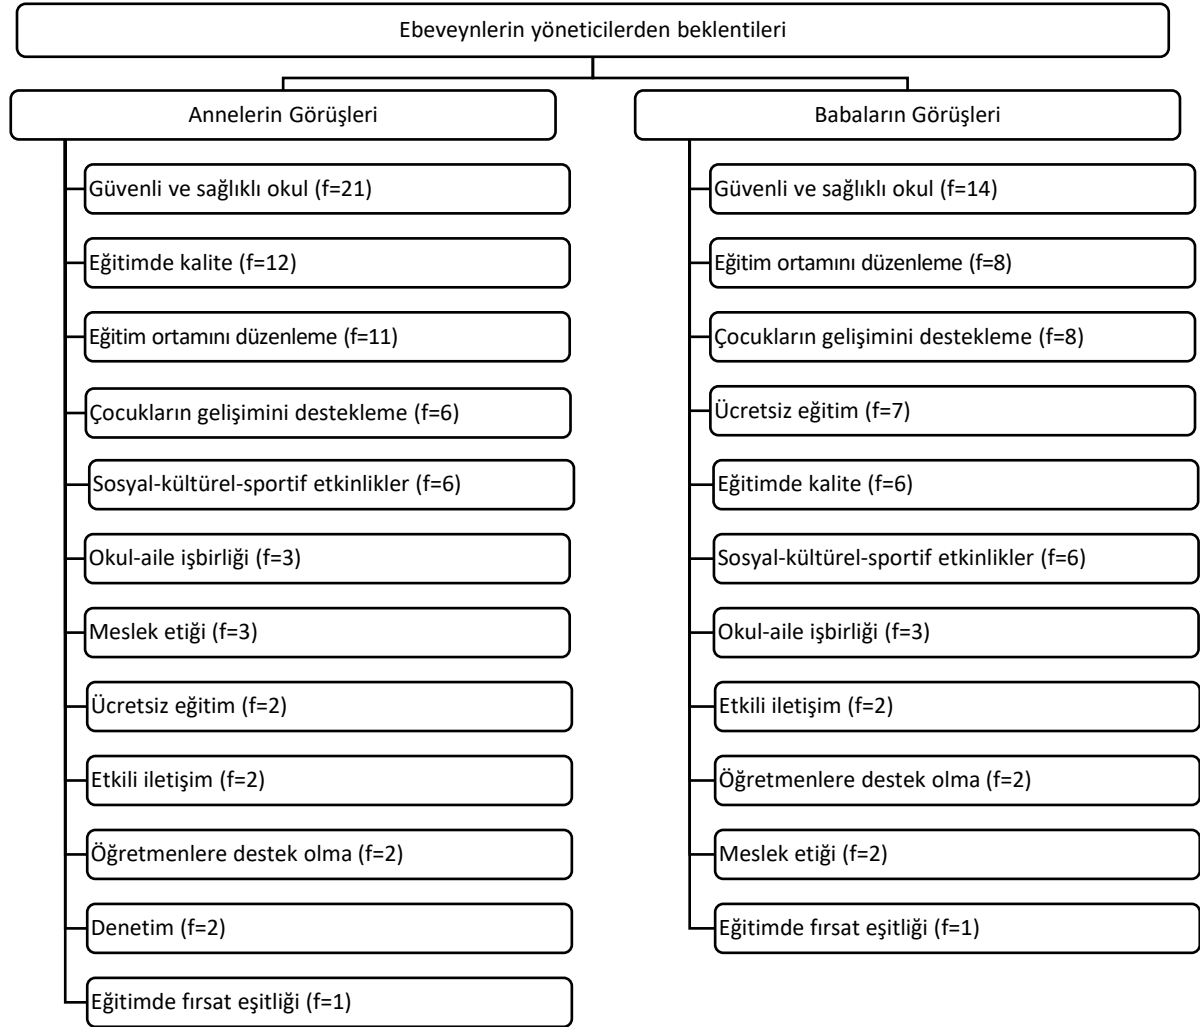 Ebeveynlerin yöneticilerden beklentileri
Annelerin Görüşleri
Güvenli ve sağlıklı okul (f=21)
Eğitimde kalite (f=12)
Eğitim ortamını düzenleme (f=11)
Çocukların gelişimini destekleme (f=6)
Sosyal-kültürel-sportif etkinlikler (f=6)
Okul-aile işbirliği (f=3)
Meslek etiği (f=3)
Ücretsiz eğitim (f=2)
Etkili iletişim (f=2)
Öğretmenlere destek olma (f=2)
Denetim (f=2)
Eğitimde fırsat eşitliği (f=1)
Babaların Görüşleri
Güvenli ve sağlıklı okul (f=14)
Eğitim ortamını düzenleme (f=8)
Çocukların gelişimini destekleme (f=8)
Ücretsiz eğitim (f=7)
Eğitimde kalite (f=6)
Sosyal-kültürel-sportif etkinlikler (f=6)
Okul-aile işbirliği (f=3)
Etkili iletişim (f=2)
Öğretmenlere destek olma (f=2)
Meslek etiği (f=2)
Eğitimde fırsat eşitliği (f=1)